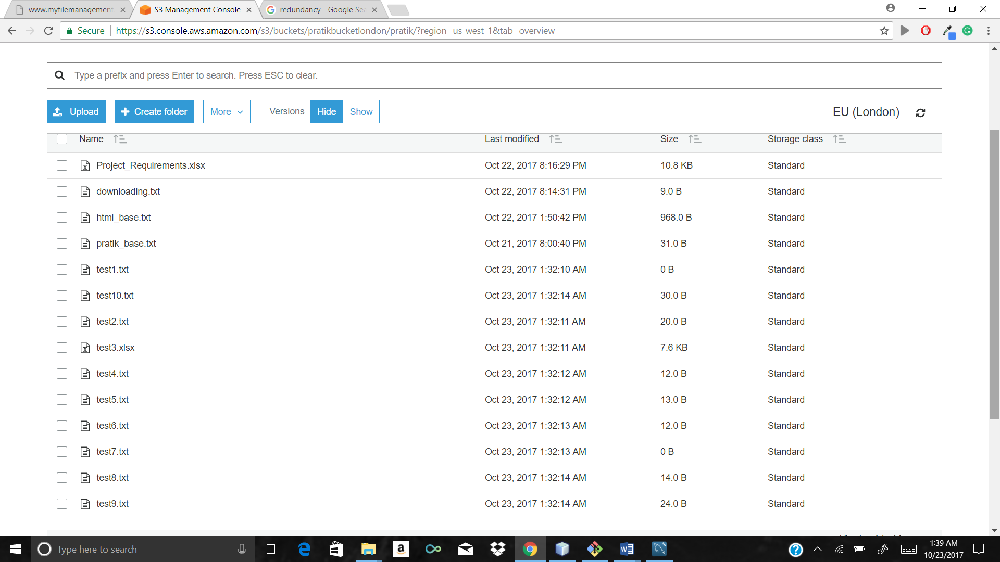 www.myfilemanagement
S3 Management Console
redundancy - Google Sea
Secure https://s3.console.aws.amazon.com/s3/buckets/pratikbucketlondon/pratik/?region=us-west-1&tab=overview
Type a prefix and press Enter to search. Press ESC to clear.
Upload Create folder More Versions Hide Show EU (London)
Name Last modified Size Storage class
Project_Requirements.xlsx Oct 22, 2017 8:16:29 PM 10.8 KB Standard
downloading.txt Oct 22, 2017 8:14:31 PM 9.0 B Standard
html_base.txt Oct 22, 2017 1:50:42 PM 968.0 B Standard
pratik_base.txt Oct 21, 2017 8:00:40 PM 31.0 B Standard
test1.txt Oct 23, 2017 1:32:10 AM 0 B Standard
test10.txt Oct 23, 2017 1:32:14 AM 30.0 B Standard
test2.txt Oct 23, 2017 1:32:11 AM 20.0 B Standard
test3.xlsx Oct 23, 2017 1:32:11 AM 7.6 KB Standard
test4.txt Oct 23, 2017 1:32:12 AM 12.0 B Standard
test5.txt Oct 23, 2017 1:32:12 AM 13.0 B Standard
test6.txt Oct 23, 2017 1:32:13 AM 12.0 B Standard
test7.txt Oct 23, 2017 1:32:13 AM 0 B Standard
test8.txt Oct 23, 2017 1:32:14 AM 14.0 B Standard
test9.txt Oct 23, 2017 1:32:14 AM 24.0 B Standard
Type here to search
1:39 AM
10/23/2017